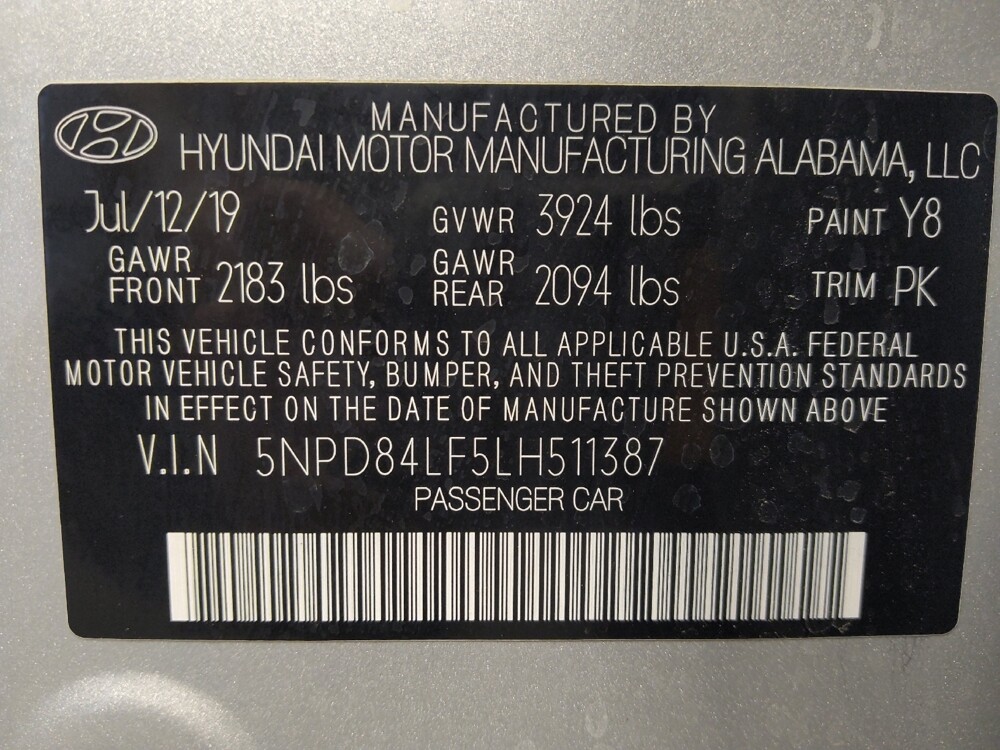 MANUFACTURED BY
HYUNDAI MOTOR MANUFACTURING ALABAMA, LLC
Jul/12/19 GVWR 3924 lbs PAINT Y8
GAWR FRONT 2183 lbs GAWR REAR 2094 lbs TRIM PK
THIS VEHICLE CONFORMS TO ALL APPLICABLE U.S.A. FEDERAL
MOTOR VEHICLE SAFETY, BUMPER, AND THEFT PREVENTION STANDARDS
IN EFFECT ON THE DATE OF MANUFACTURE SHOWN ABOVE
V.I.N 5NPD84LF5LH511387
PASSENGER CAR